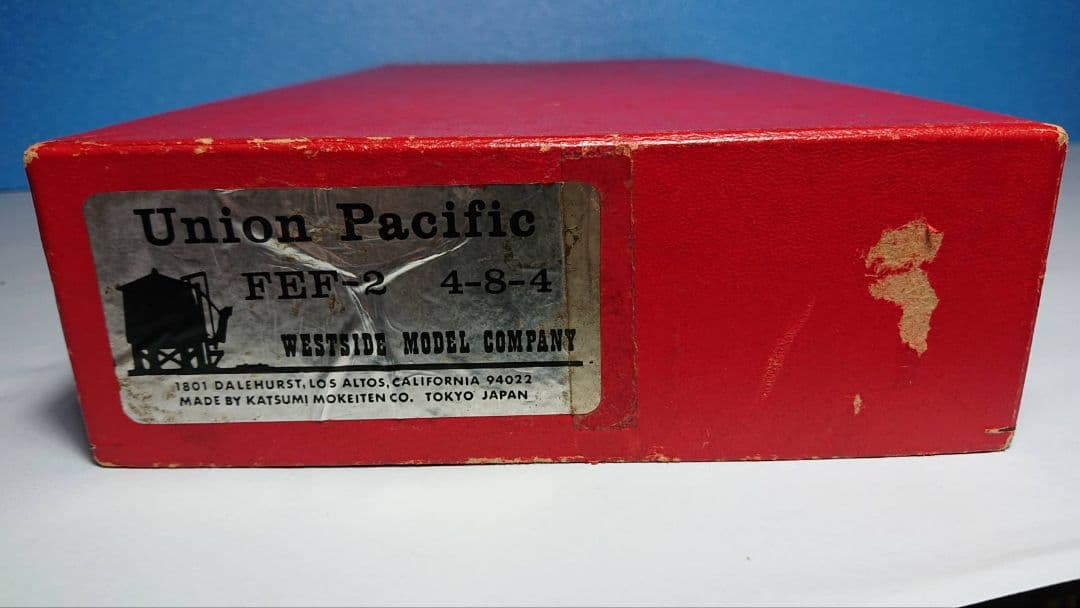 Union Pacific
FEF-2 4-8-4
WESTSIDE MODEL COMPANY
1801 DALEHURST, LOS ALTOS, CALIFORNIA 94022
MADE BY KATSUMI MOKEITEN CO. TOKYO JAPAN